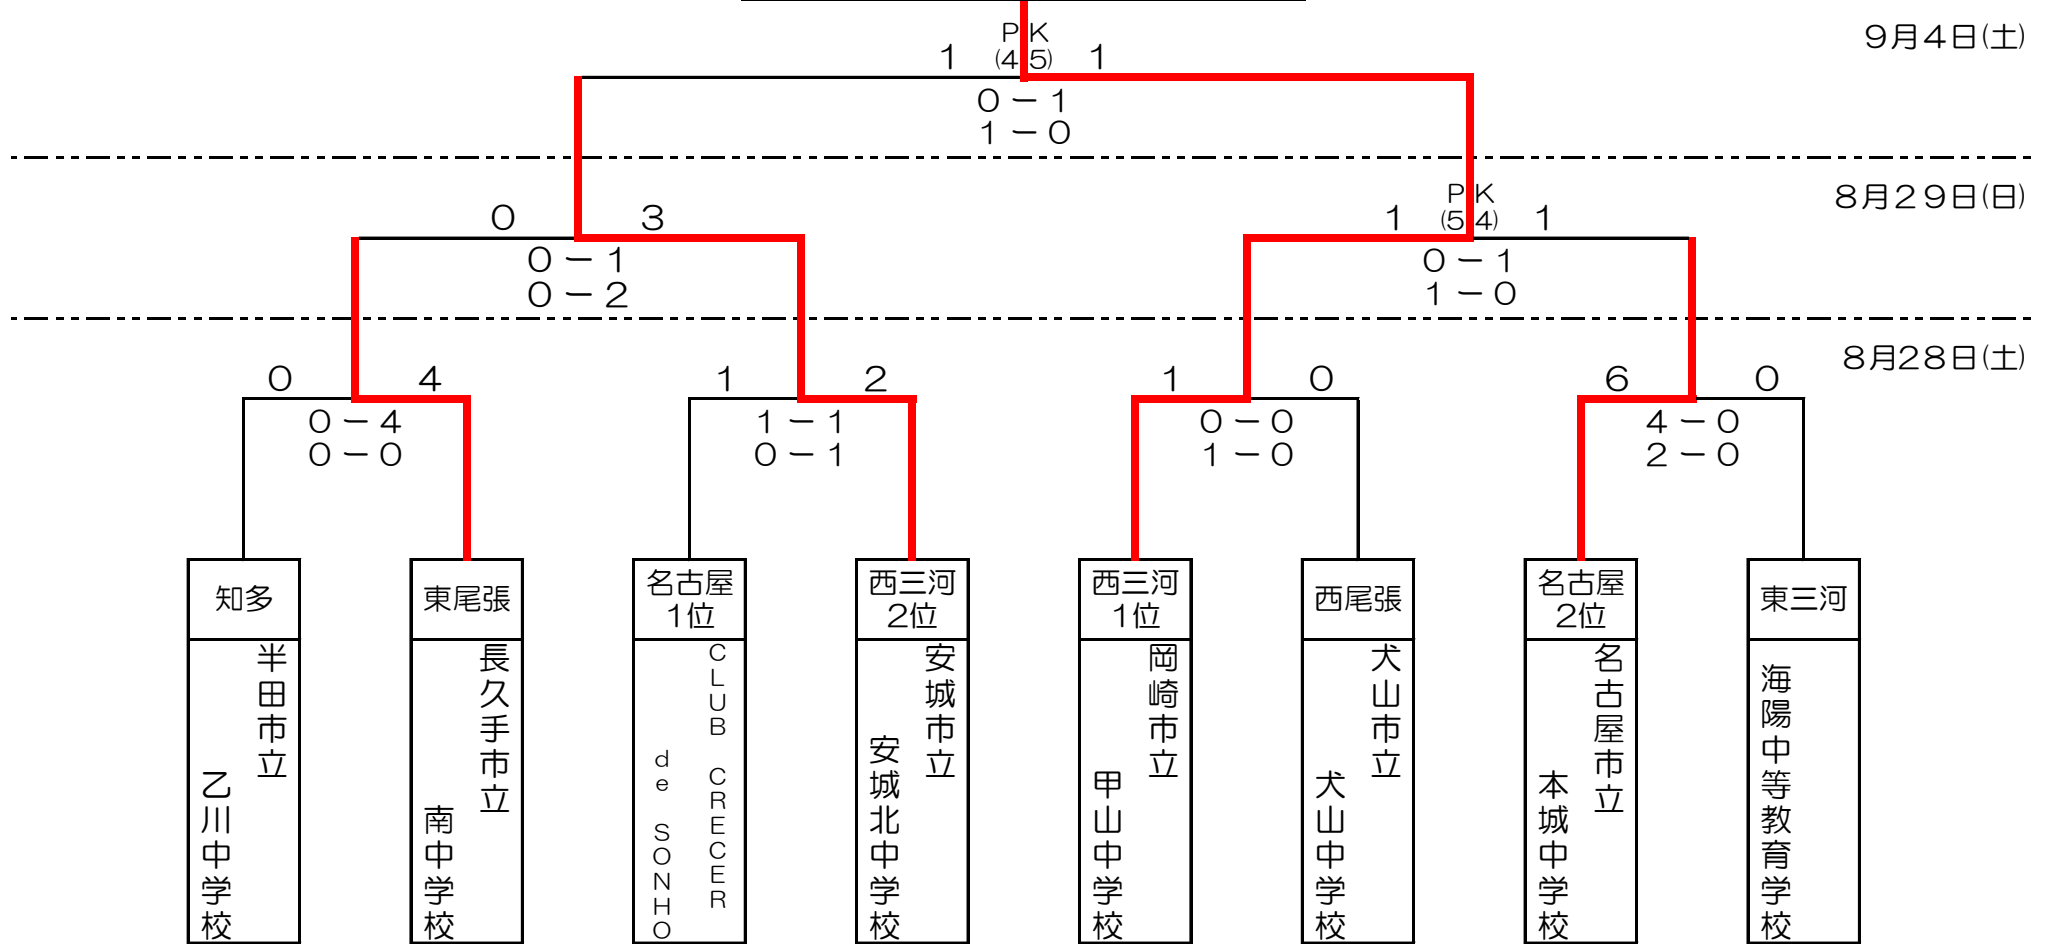 9月4日(土)
PK
1 (4 5) 1
0－1
1－0
8月29日(日)
0 3
0－1
0－2
PK
1 (5 4) 1
0－1
1－0
8月28日(土)
0 4
0－4
0－0
1 2
1－1
0－1
1 0
0－0
1－0
6 0
4－0
2－0
知多
半田市立
乙川中学校
東尾張
長久手市立
南中学校
名古屋
1位
CLUB CRECER
de SONHO
西三河
2位
安城市立
安城北中学校
西三河
1位
岡崎市立
甲山中学校
西尾張
犬山市立
犬山中学校
名古屋
2位
名古屋市立
本城中学校
東三河
海陽中等教育学校